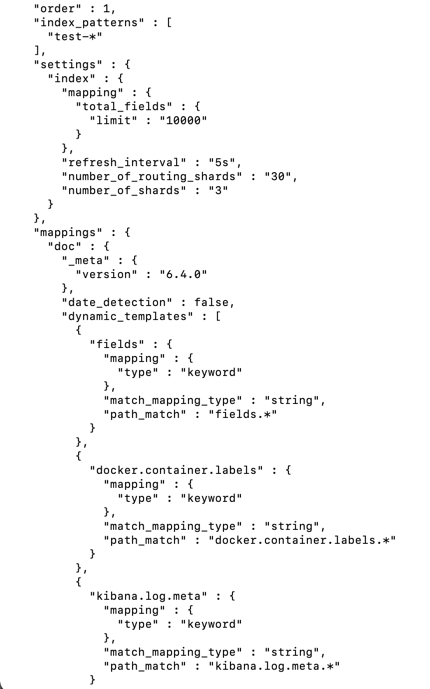 "order" : 1,
"index_patterns" : [
"test-*"
],
"settings" : {
"index" : {
"mapping" : {
"total_fields" : {
"limit" : "10000"
}
},
"refresh_interval" : "5s",
"number_of_routing_shards" : "30",
"number_of_shards" : "3"
}
},
"mappings" : {
"doc" : {
"_meta" : {
"version" : "6.4.0"
},
"date_detection" : false,
"dynamic_templates" : [
{
"fields" : {
"mapping" : {
"type" : "keyword"
},
"match_mapping_type" : "string",
"path_match" : "fields.*"
}
},
{
"docker.container.labels" : {
"mapping" : {
"type" : "keyword"
},
"match_mapping_type" : "string",
"path_match" : "docker.container.labels.*"
}
},
{
"kibana.log.meta" : {
"mapping" : {
"type" : "keyword"
},
"match_mapping_type" : "string",
"path_match" : "kibana.log.meta.*"
}